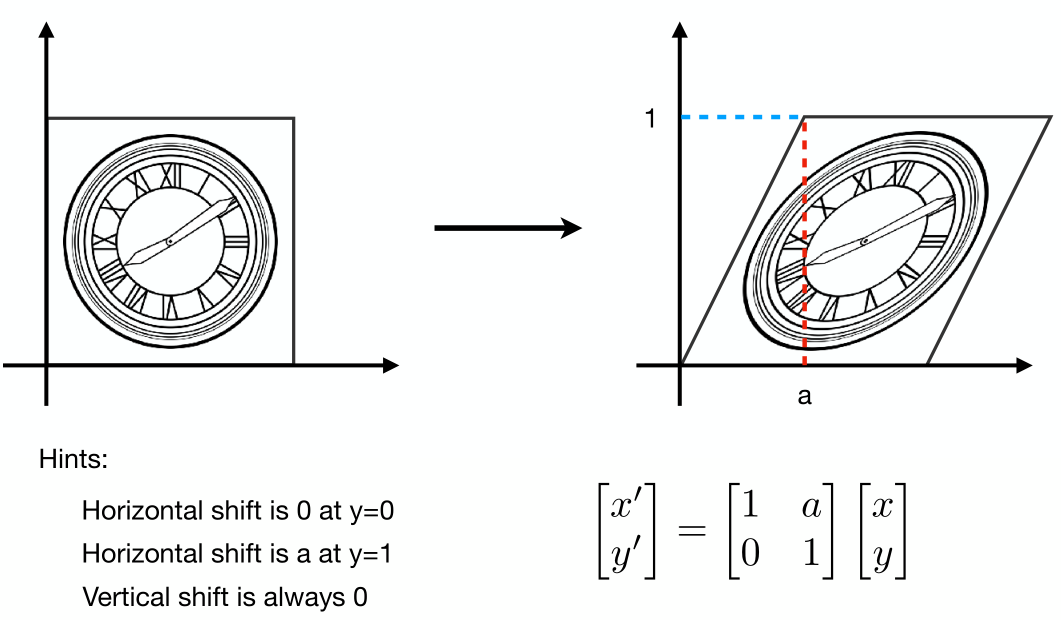 1
a
Hints:
Horizontal shift is 0 at y=0
Horizontal shift is a at y=1
Vertical shift is always 0
[x′ y′] = [1 a 0 1] [x y]